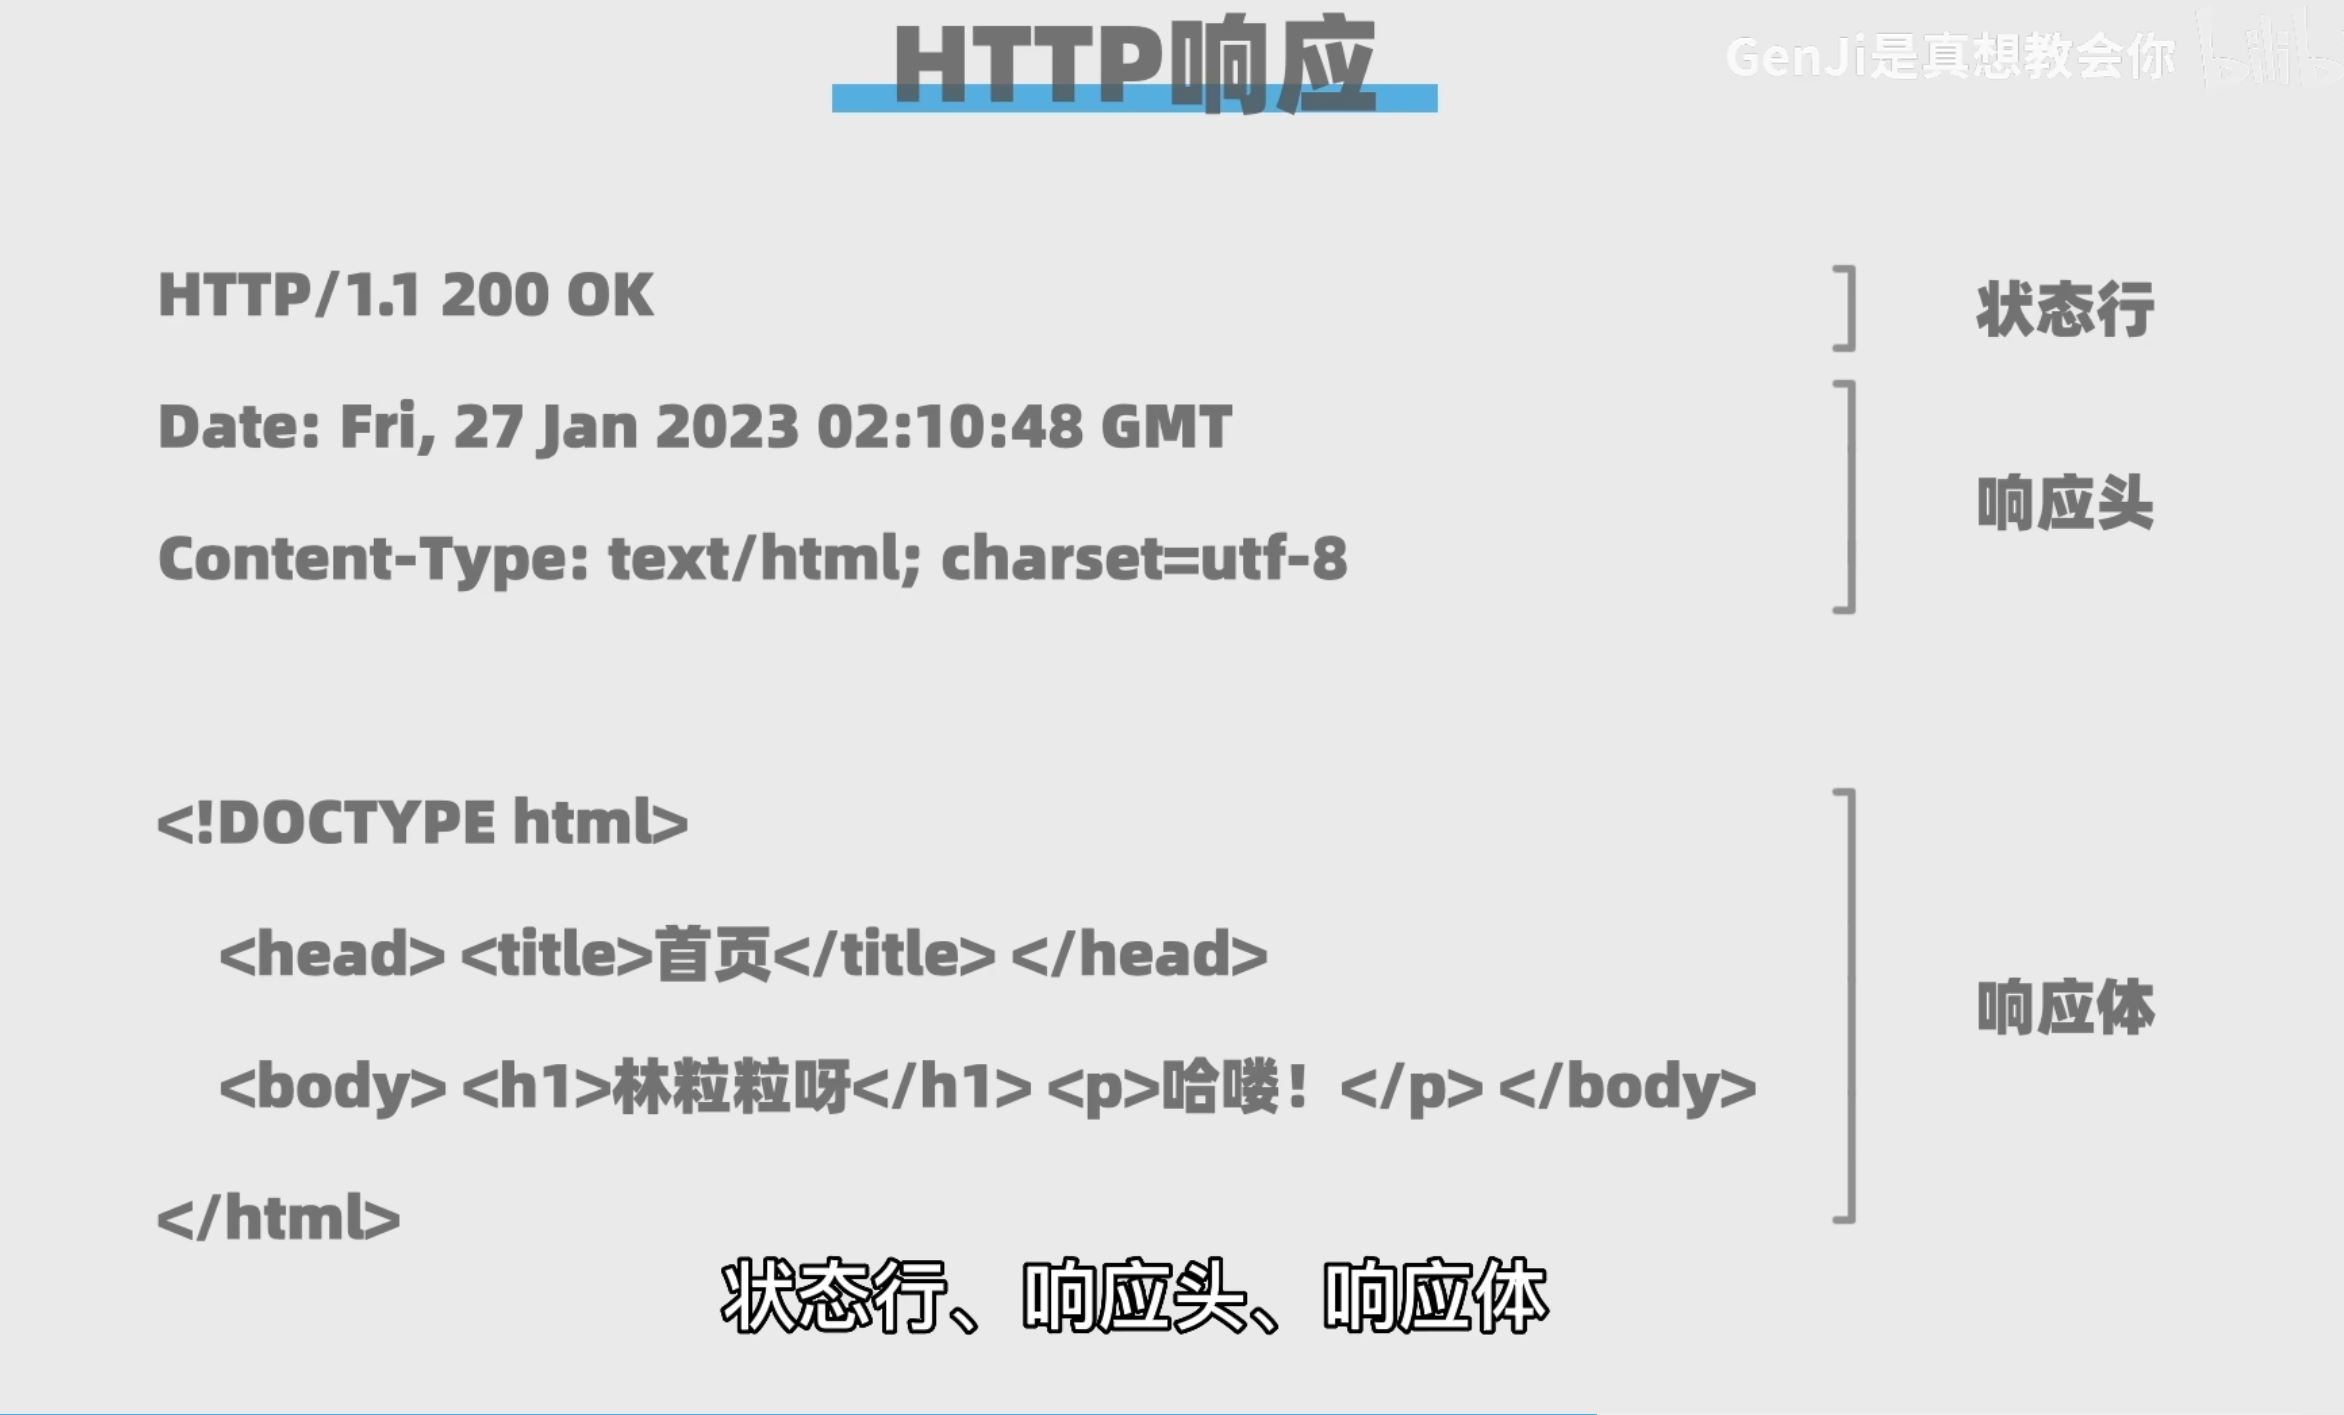 HTTP响应
GenJi是真想教会你 bilibili
HTTP/1.1 200 OK
状态行
Date: Fri, 27 Jan 2023 02:10:48 GMT
响应头
Content-Type: text/html; charset=utf-8
<!DOCTYPE html>
<head> <title>首页</title> </head>
响应体
<body> <h1>林粒粒呀</h1> <p>哈喽！</p> </body>
</html>
状态行、响应头、响应体